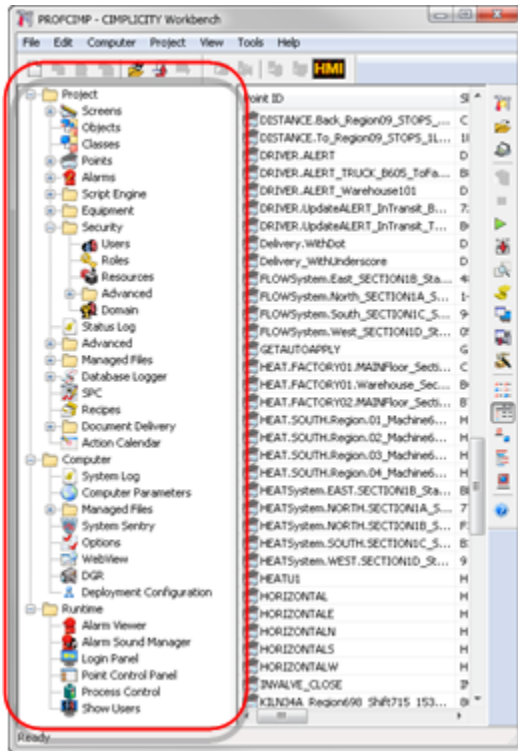 PROFCIMP - CIMPLICITY Workbench
File Edit Computer Project View Tools Help
HMI
Project
Screens
Objects
Classes
Points
Alarms
Script Engine
Equipment
Security
Users
Roles
Resources
Advanced
Domain
Status Log
Advanced
Managed Files
Database Logger
SPC
Recipes
Document Delivery
Action Calendar
Computer
System Log
Computer Parameters
Managed Files
System Sentry
Options
WebView
DGR
Deployment Configuration
Runtime
Alarm Viewer
Alarm Sound Manager
Login Panel
Point Control Panel
Process Control
Show Users
Point ID
DISTANCE.Back_Region09_STOPS_...
DISTANCE.To_Region09_STOPS_1L...
DRIVER.ALERT
DRIVER.ALERT_TRUCK_B605_ToFa...
DRIVER.ALERT_Warehouse101
DRIVER.UpdateALERT_InTransit_B...
DRIVER.UpdateALERT_InTransit_T...
Delivery.WithDot
Delivery_WithUnderscore
FLOWSystem.East_SECTION1B_Sta...
FLOWSystem.North_SECTION1A_S...
FLOWSystem.South_SECTION1C_S...
FLOWSystem.West_SECTION1D_St...
GETAUTOAPPLY
HEAT.FACTORY01.MAINFloor_Secti...
HEAT.FACTORY01.Warehouse_Sec...
HEAT.FACTORY02.MAINFloor_Secti...
HEAT.SOUTH.Region.01_Machine6...
HEAT.SOUTH.Region.02_Machine6...
HEAT.SOUTH.Region.03_Machine6...
HEAT.SOUTH.Region.04_Machine6...
HEATSystem.EAST.SECTION1B_Sta...
HEATSystem.NORTH.SECTION1A_S...
HEATSystem.NORTH.SECTION1B_S...
HEATSystem.SOUTH.SECTION1C_S...
HEATSystem.WEST.SECTION1D_St...
HEATU1
HORIZONTAL
HORIZONTALE
HORIZONTALN
HORIZONTALS
HORIZONTALW
INVALVE_CLOSE
KILN34A_Region698_Shift715_153...
Ready